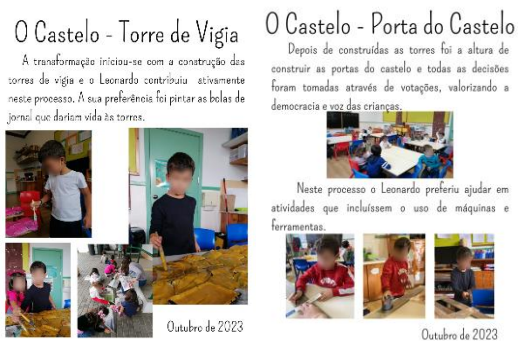 O Castelo - Torre de Vigia
A transformação iniciou-se com a construção das
torres de vigia e o Leonardo contribuiu ativamente
neste processo. A sua preferência foi pintar as bolas de
jornal que dariam vida às torres.
Outubro de 2023
O Castelo - Porta do Castelo
Depois de construídas as torres foi a altura de
construir as portas do castelo e todas as decisões
foram tomadas através de votações, valorizando a
democracia e voz das crianças.
Neste processo o Leonardo preferiu ajudar em
atividades que incluíssem o uso de máquinas e
ferramentas.
Outubro de 2023